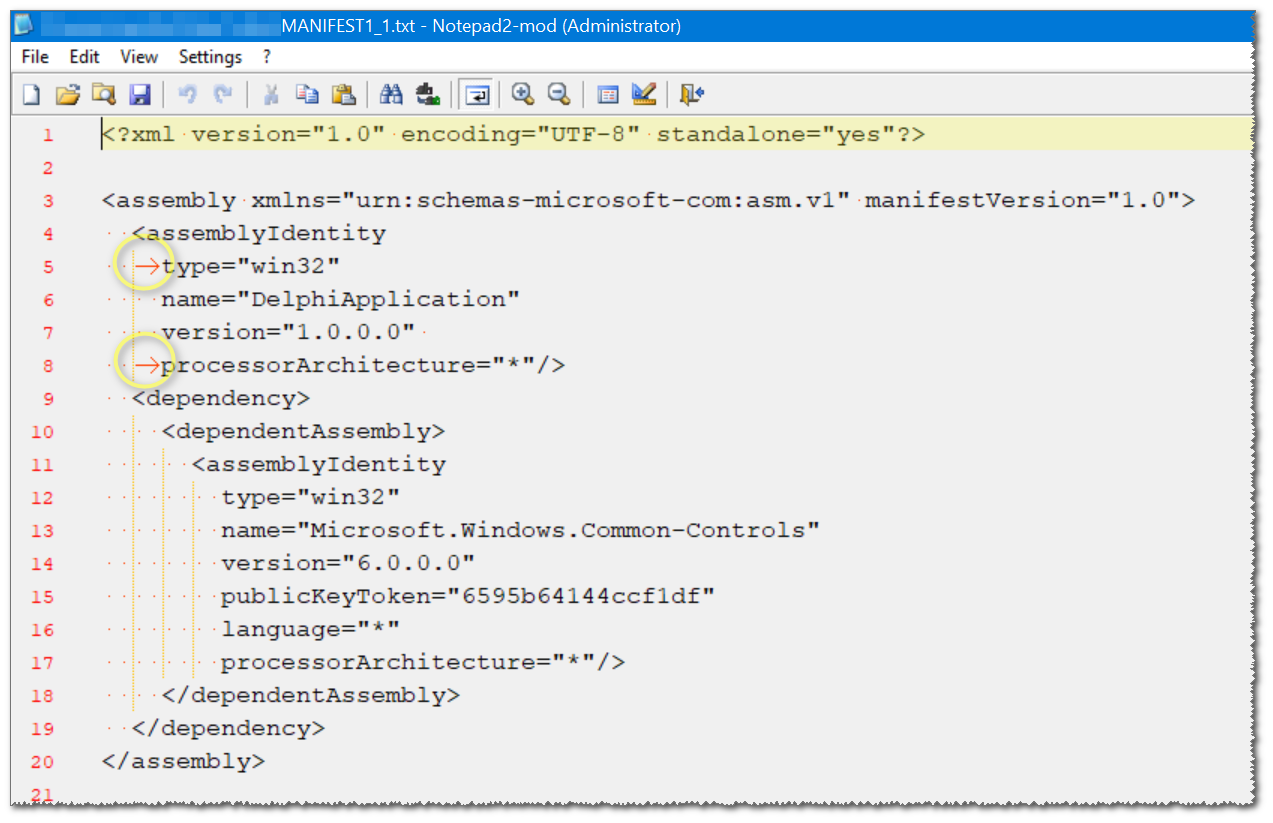 MANIFEST1_1.txt - Notepad2-mod (Administrator)
File Edit View Settings ?
1 <?xml version="1.0" encoding="UTF-8" standalone="yes"?>
2
3 <assembly xmlns="urn:schemas-microsoft-com:asm.v1" manifestVersion="1.0">
4 <assemblyIdentity
5 type="win32"
6 name="DelphiApplication"
7 version="1.0.0.0"
8 processorArchitecture="*"/>
9 <dependency>
10 <dependentAssembly>
11 <assemblyIdentity
12 type="win32"
13 name="Microsoft.Windows.Common-Controls"
14 version="6.0.0.0"
15 publicKeyToken="6595b64144ccf1df"
16 language="*"
17 processorArchitecture="*"/>
18 </dependentAssembly>
19 </dependency>
20 </assembly>
21